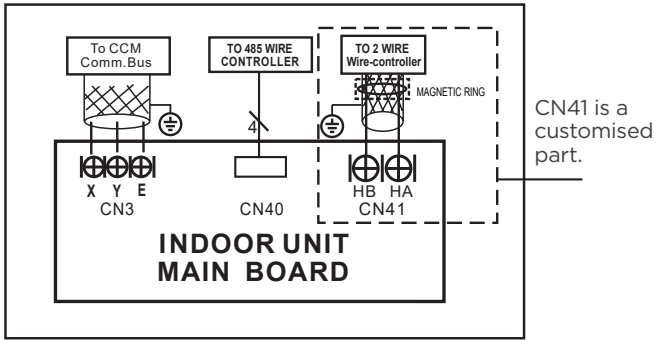 To CCM
Comm.Bus
TO 485 WIRE
CONTROLLER
TO 2 WIRE
Wire-controller
MAGNETIC RING
4
CN41 is a
customised
part.
X Y E
CN3
CN40
HB HA
CN41
INDOOR UNIT
MAIN BOARD